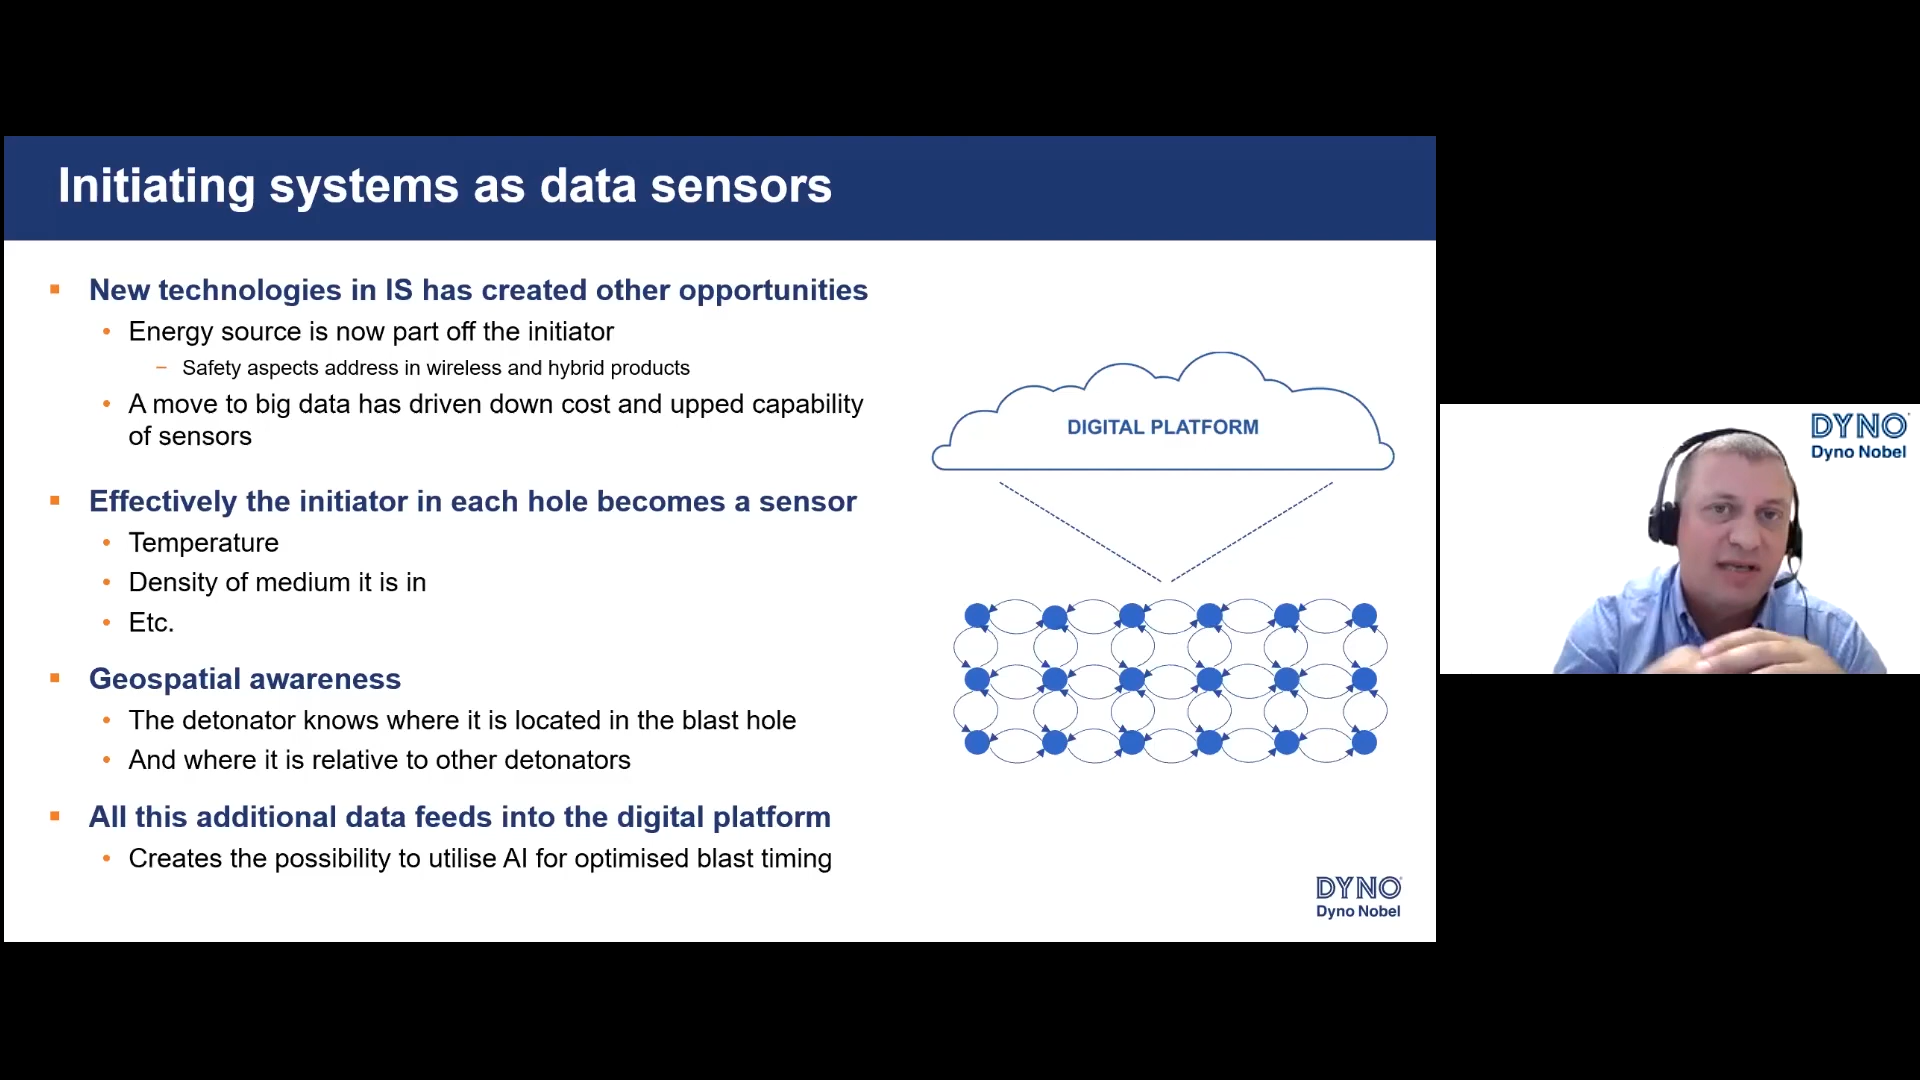 Initiating systems as data sensors
New technologies in IS has created other opportunities
Energy source is now part off the initiator
Safety aspects address in wireless and hybrid products
A move to big data has driven down cost and upped capability
of sensors
Effectively the initiator in each hole becomes a sensor
Temperature
Density of medium it is in
Etc.
Geospatial awareness
The detonator knows where it is located in the blast hole
And where it is relative to other detonators
All this additional data feeds into the digital platform
Creates the possibility to utilise AI for optimised blast timing
DIGITAL PLATFORM
DYNO
Dyno Nobel
DYNO
Dyno Nobel